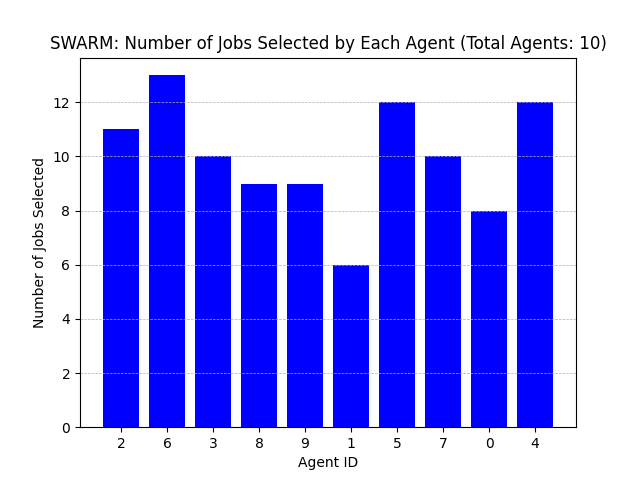 SWARM: Number of Jobs Selected by Each Agent (Total Agents: 10)
Number of Jobs Selected
12
10
8
6
4
2
0
2 6 3 8 9 1 5 7 0 4
Agent ID